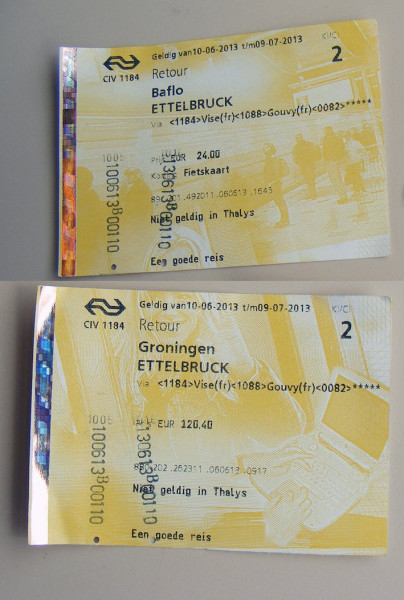 Geldig van10-06-2013 t/m09-07-2013 Kl/Cl
CIV 1184 Retour 2
Baflo
ETTELBRUCK
Via <1184>Vise(fr)<1088>Gouvy(fr)<0082>*****
EUR 24.00
Fietskaart
Niet geldig in Thalys
Een goede reis
Geldig van10-06-2013 t/m09-07-2013 Kl/Cl
CIV 1184 Retour 2
Groningen
ETTELBRUCK
Via <1184>Vise(fr)<1088>Gouvy(fr)<0082>*****
EUR 120,40
Niet geldig in Thalys
Een goede reis